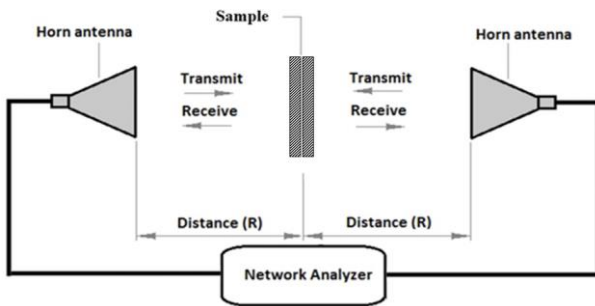 Sample
Horn antenna
Horn antenna
Transmit
Transmit
Receive
Receive
Distance (R)
Distance (R)
Network Analyzer